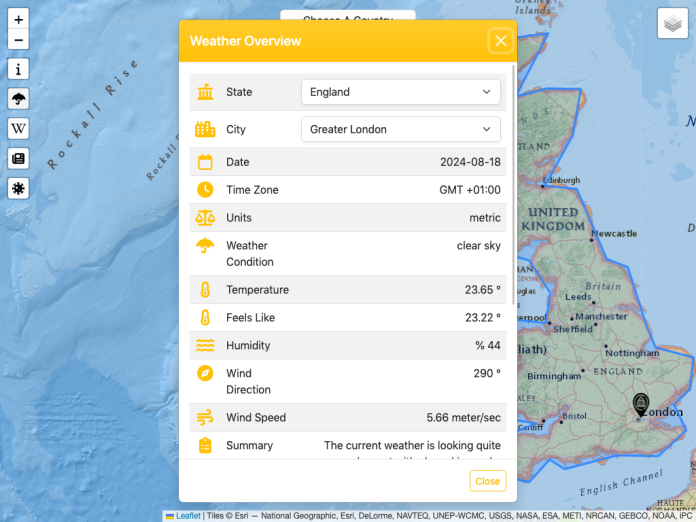 +
−
i
W
Choose A Country
Weather Overview
State
England
City
Greater London
Date
2024-08-18
Time Zone
GMT +01:00
Units
metric
Weather
Condition
clear sky
Temperature
23.65 °
Feels Like
23.22 °
Humidity
% 44
Wind
Direction
290 °
Wind Speed
5.66 meter/sec
Summary
The current weather is looking quite
Close
Rockall Rise
Rockall
Orkney
Islands
Edinburgh
UNITED
KINGDOM
Newcastle
Britain
Leeds
Manchester
Sheffield
Nottingham
Birmingham
ENGLAND
Bristol
Cardiff
London
English Channel
Leaflet | Tiles © Esri — National Geographic, Esri, DeLorme, NAVTEQ, UNEP-WCMC, USGS, NASA, ESA, METI, NRCAN, GEBCO, NOAA, iPC